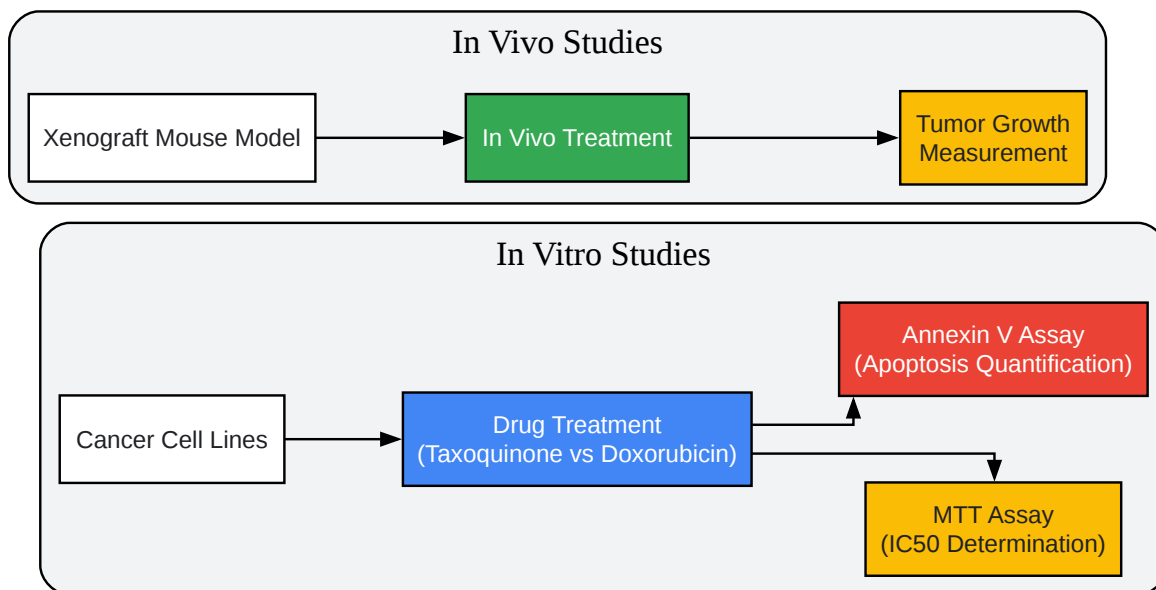 In Vivo Studies
Xenograft Mouse Model
In Vivo Treatment
Tumor Growth
Measurement
In Vitro Studies
Cancer Cell Lines
Drug Treatment
(Taxoquinone vs Doxorubicin)
Annexin V Assay
(Apoptosis Quantification)
MTT Assay
(IC50 Determination)